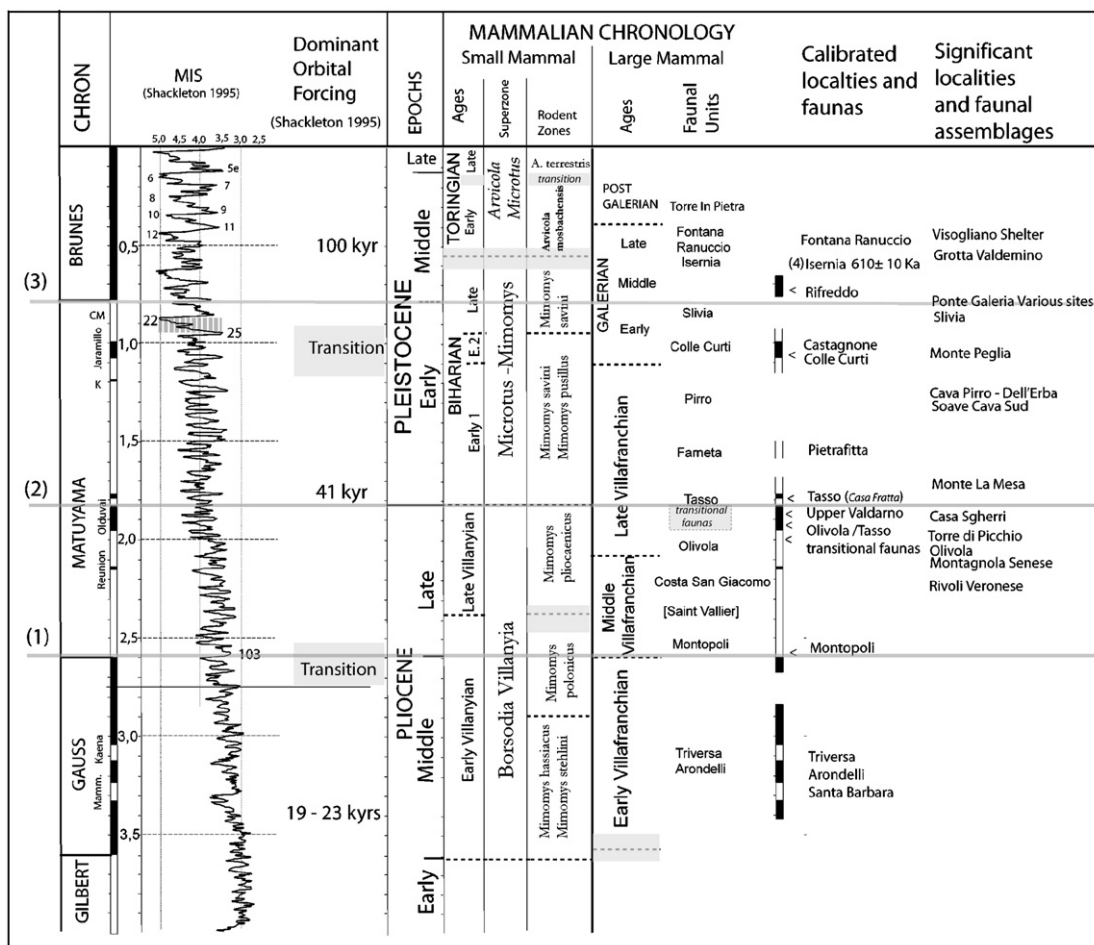 MAMMALIAN CHRONOLOGY
CHRON
MIS
(Shackleton 1995)
5,0
4,5
4,0
3,5
3,0
2,5
Dominant
Orbital
Forcing
(Shackleton 1995)
EPOCHS
Small Mammal
Ages
Superzone
Rodent
Zones
Large Mammal
Ages
Faunal
Units
Calibrated
localties and
faunas
Significant
localities
and faunal
assemblages
(3)
(2)
(1)
BRUNES
MATUYAMA
GAUSS
GILBERT
CM
Jaramillo
K
Olduvai
Reunion
Kaena
Mamm.
0,5
1,0
1,5
2,0
2,5
3,0
3,5
5e
6
7
8
9
10
11
12
22
25
103
100 kyr
Transition
41 kyr
Transition
19 - 23 kyrs
PLEISTOCENE
Late
Middle
Early
PLIOCENE
Late
Middle
Early
TORINGIAN
Late
Early
BIHARIAN
Late
E.2
Early 1
Late Villanyian
Early Villanyian
Arvicola
Microtus
Microtus -Mimomys
Borsodia Villanyia
A. terrestris
transition
Arvicola
mosbachensis
Mimomys
savini
Mimomys savini
Mimomys pusillus
Mimomys
pliocaenicus
Mimomys
polonicus
Mimomys hassiacus
Mimomys stehlini
POST
GALERIAN
GALERIAN
Late
Middle
Early
Late Villafranchian
Middle
Villafranchian
Early Villafranchian
Torre In Pietra
Fontana
Ranuccio
Isernia
Slivia
Colle Curti
Pirro
Fameta
Tasso
transitional
faunas
Olivola
Costa San Giacomo
[Saint Vallier]
Montopoli
Triversa
Arondelli
Fontana Ranuccio
(4) Isernia 610± 10 Ka
< Rifreddo
Castagnone
< Colle Curti
Pietrafitta
< Tasso (Casa Fratta)
< Upper Valdarno
< Olivola /Tasso
< transitional faunas
< Montopoli
Triversa
Arondelli
Santa Barbara
Visogliano Shelter
Grotta Valdemino
Ponte Galeria Various sites
Slivia
Monte Peglia
Cava Pirro - Dell'Erba
Soave Cava Sud
Monte La Mesa
Casa Sgherri
Torre di Picchio
Olivola
Montagnola Senese
Rivoli Veronese